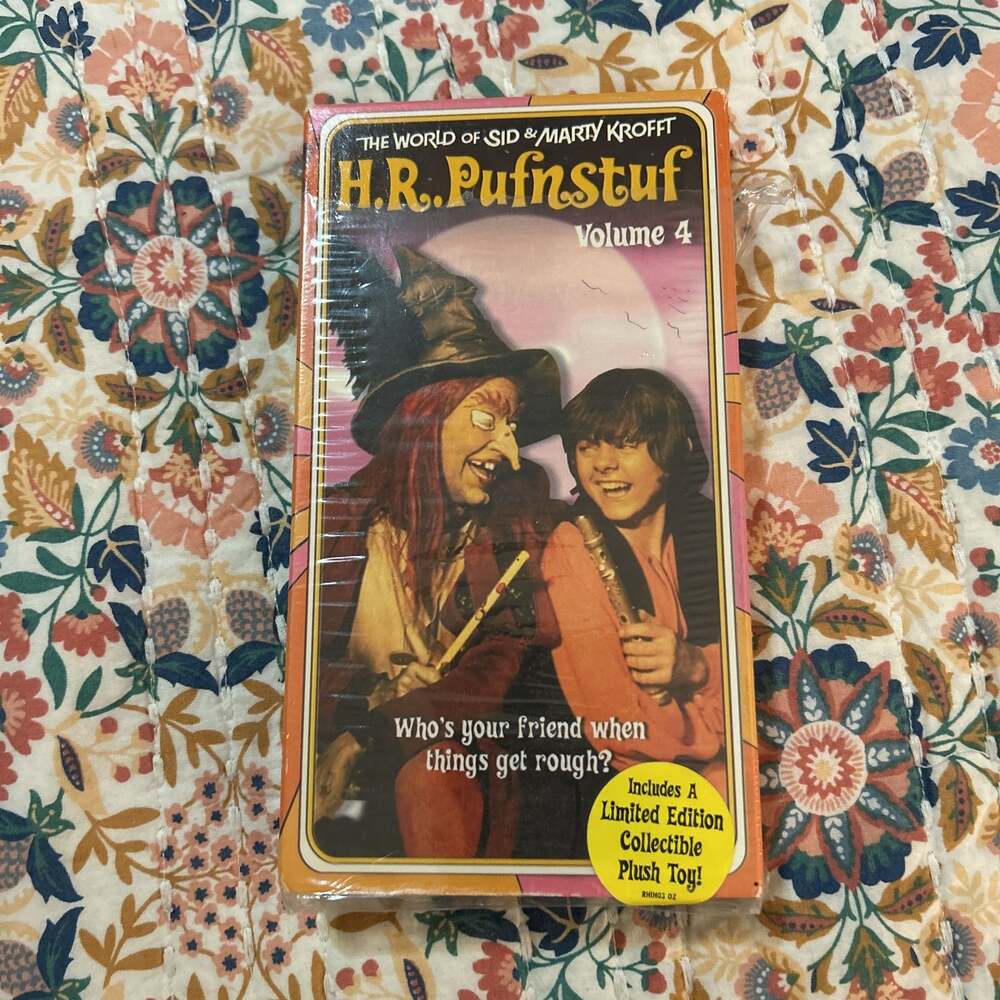 THE WORLD OF SID & MARTY KROFFT
H.R.Pufnstuf
Volume 4
Who's your friend when
things get rough?
Includes A
Limited Edition
Collectible
Plush Toy!